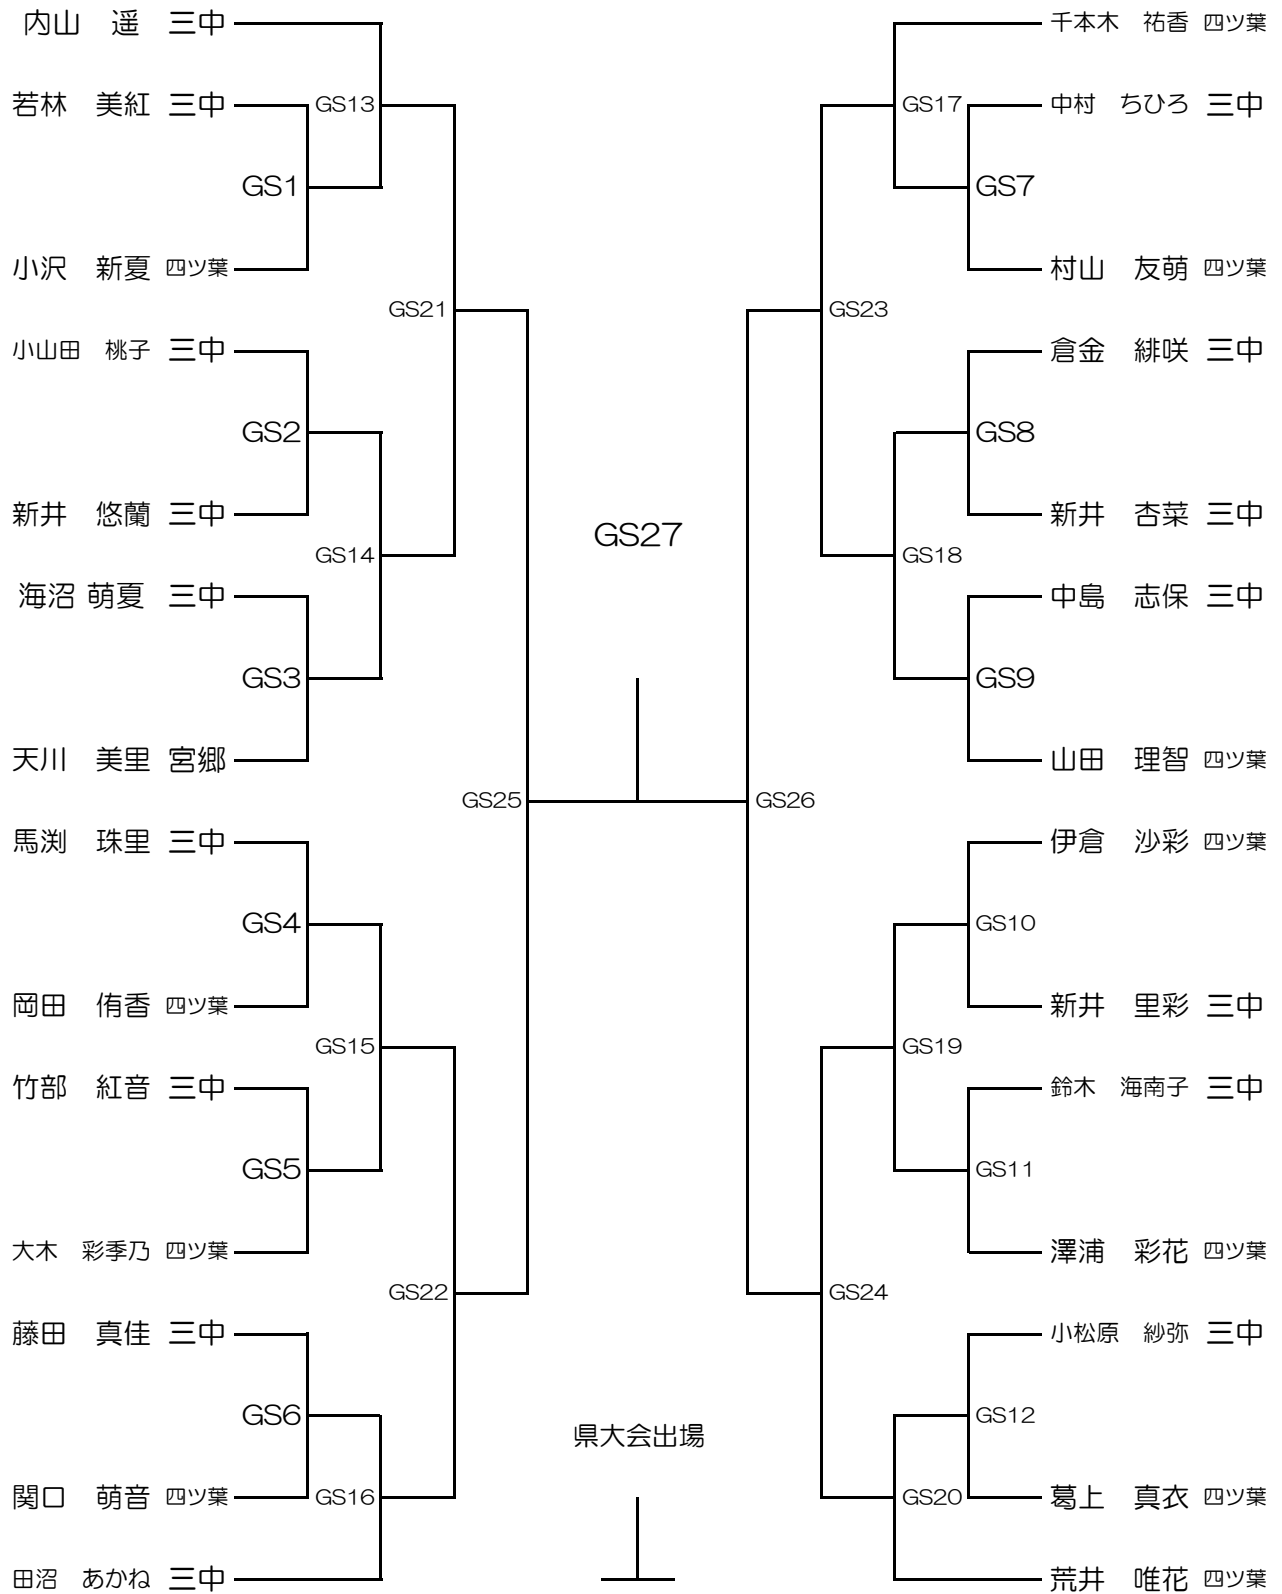 内山　遥　三中
若林　美紅　三中
GS13
GS1
小沢　新夏　四ツ葉
GS21
小山田　桃子　三中
GS2
新井　悠蘭　三中
GS14
海沼 萌夏　三中
GS3
天川　美里　宮郷
GS25
馬渕　珠里　三中
GS4
岡田　侑香　四ツ葉
GS15
竹部　紅音　三中
GS5
大木　彩季乃　四ツ葉
GS22
藤田　真佳　三中
GS6
関口　萌音　四ツ葉
GS16
田沼　あかね　三中
GS27
県大会出場
千本木　祐香　四ツ葉
GS17
中村　ちひろ　三中
GS7
村山　友萌　四ツ葉
GS23
倉金　緋咲　三中
GS8
新井　杏菜　三中
GS18
中島　志保　三中
GS9
山田　理智　四ツ葉
GS26
伊倉　沙彩　四ツ葉
GS10
新井　里彩　三中
GS19
鈴木　海南子　三中
GS11
澤浦　彩花　四ツ葉
GS24
小松原　紗弥　三中
GS12
葛上　真衣　四ツ葉
GS20
荒井　唯花　四ツ葉